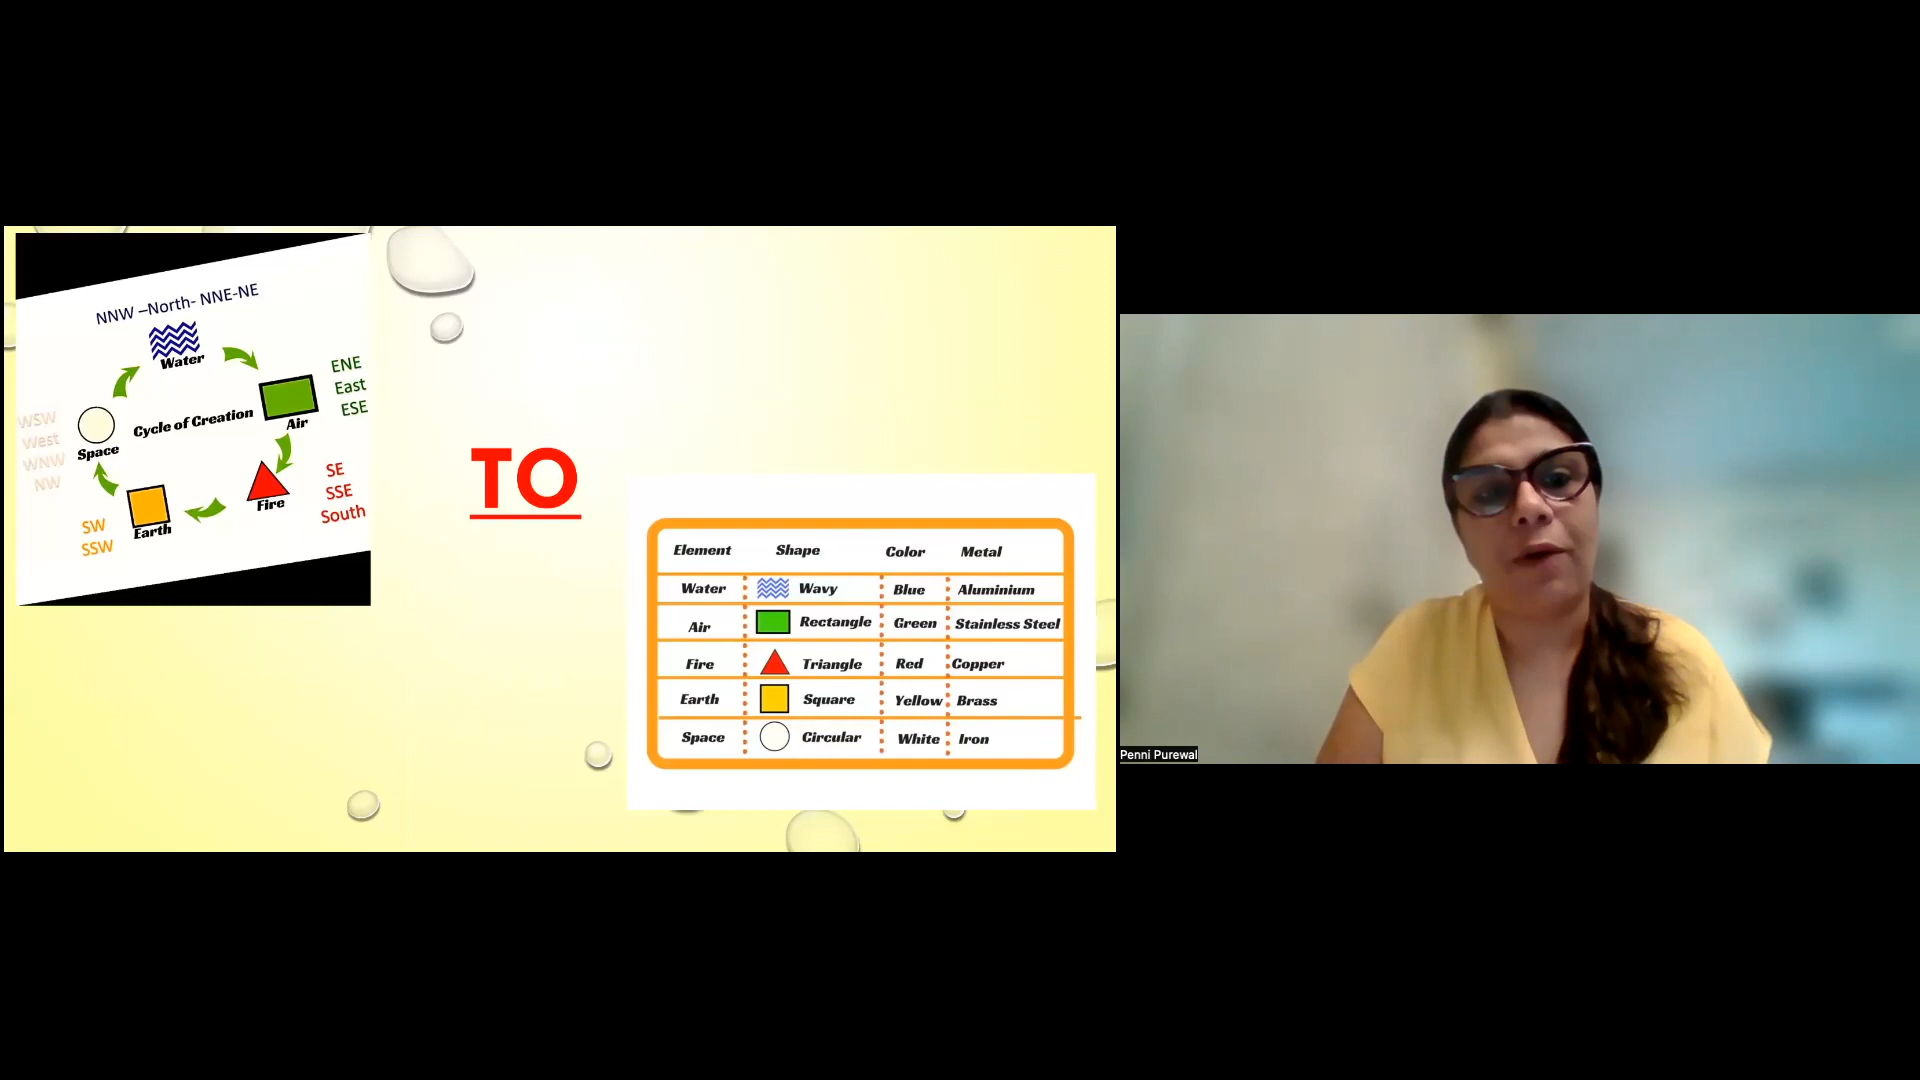 NNW –North- NNE-NE
Water
ENE
East
ESE
Air
Cycle of Creation
WSW
West
WNW
NW
Space
SE
SSE
South
Fire
SW
SSW
Earth
TO
Element Shape Color Metal
Water Wavy Blue Aluminium
Air Rectangle Green Stainless Steel
Fire Triangle Red Copper
Earth Square Yellow Brass
Space Circular White Iron
Penni Purewal